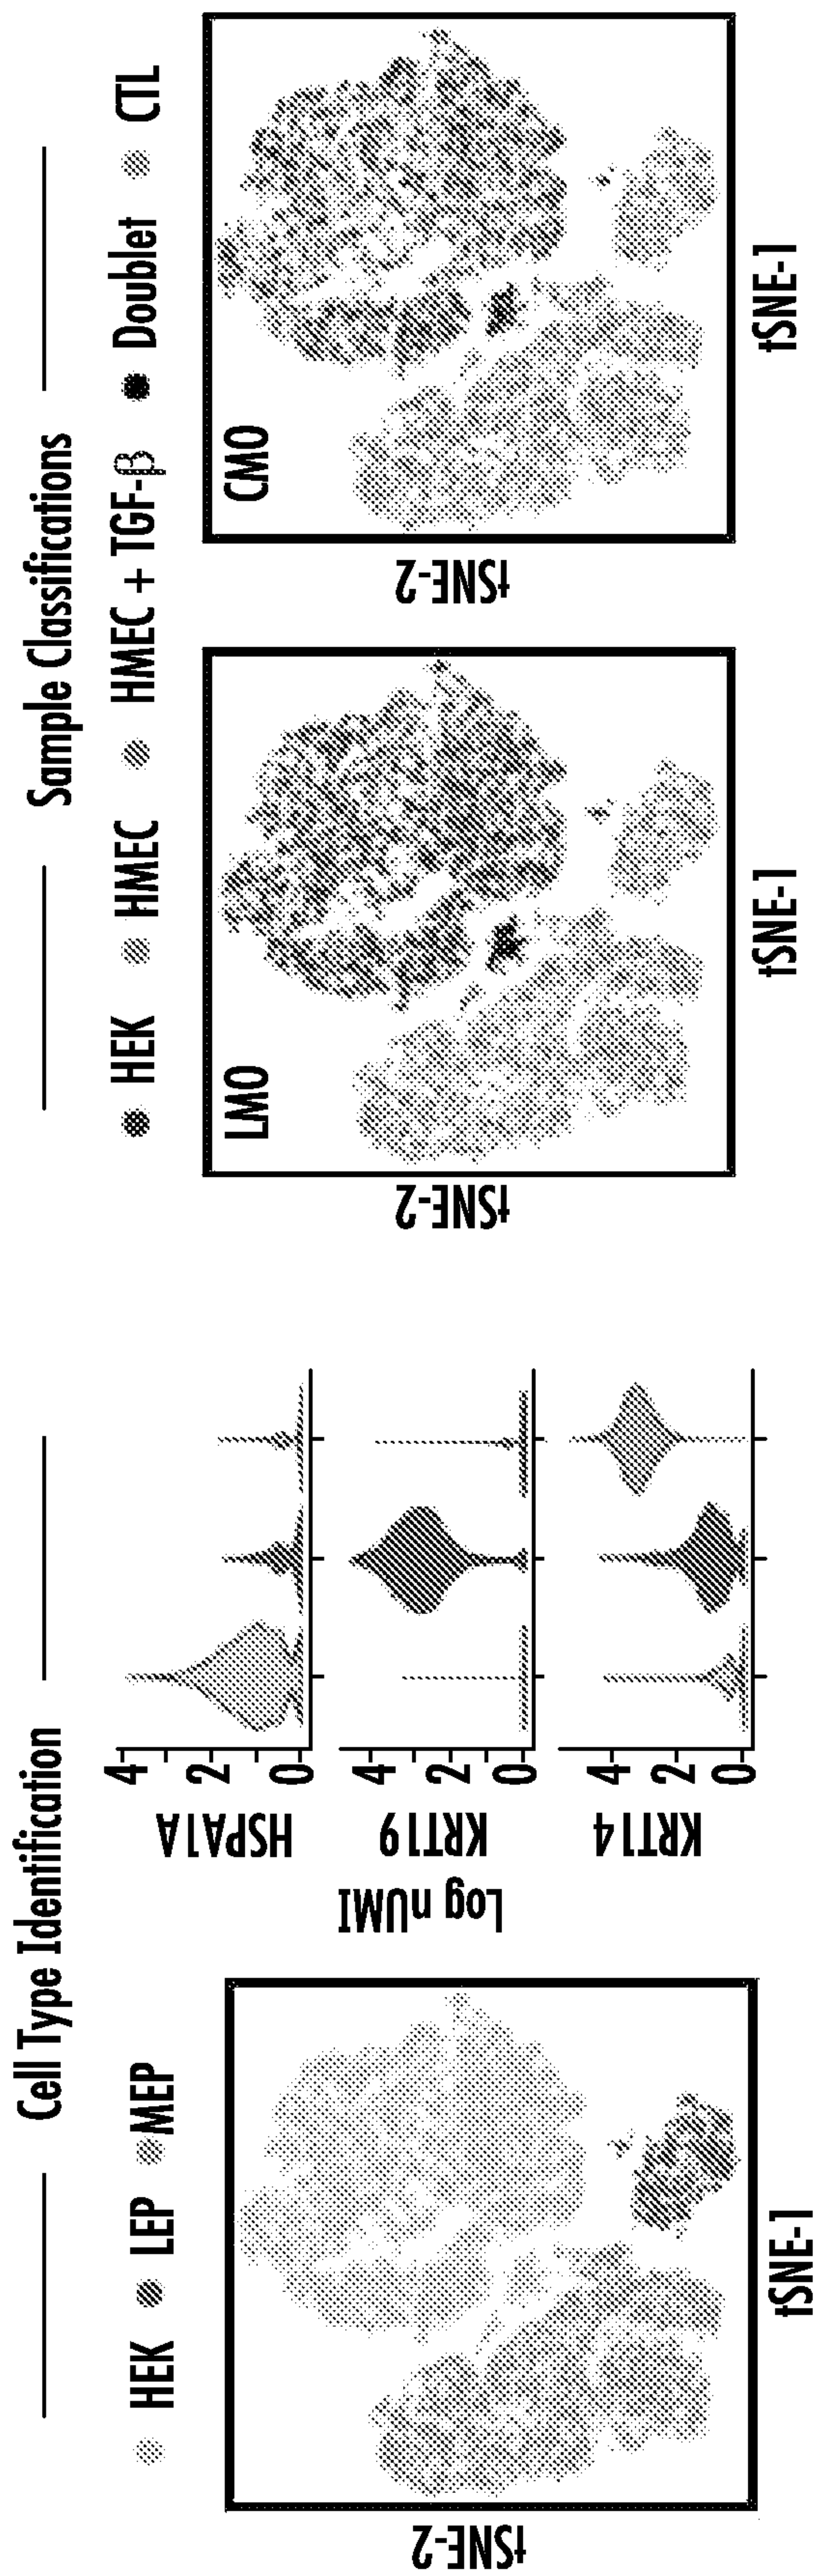 Cell Type Identification
HEK LEP MEP
tSNE-2
tSNE-1
Log nUMI
HSPA1A
4
2
0
KRT19
4
2
0
KRT14
4
2
0
Sample Classifications
HEK HMEC HMEC + TGF-β Doublet CTL
LMO
tSNE-2
tSNE-1
CMO
tSNE-2
tSNE-1